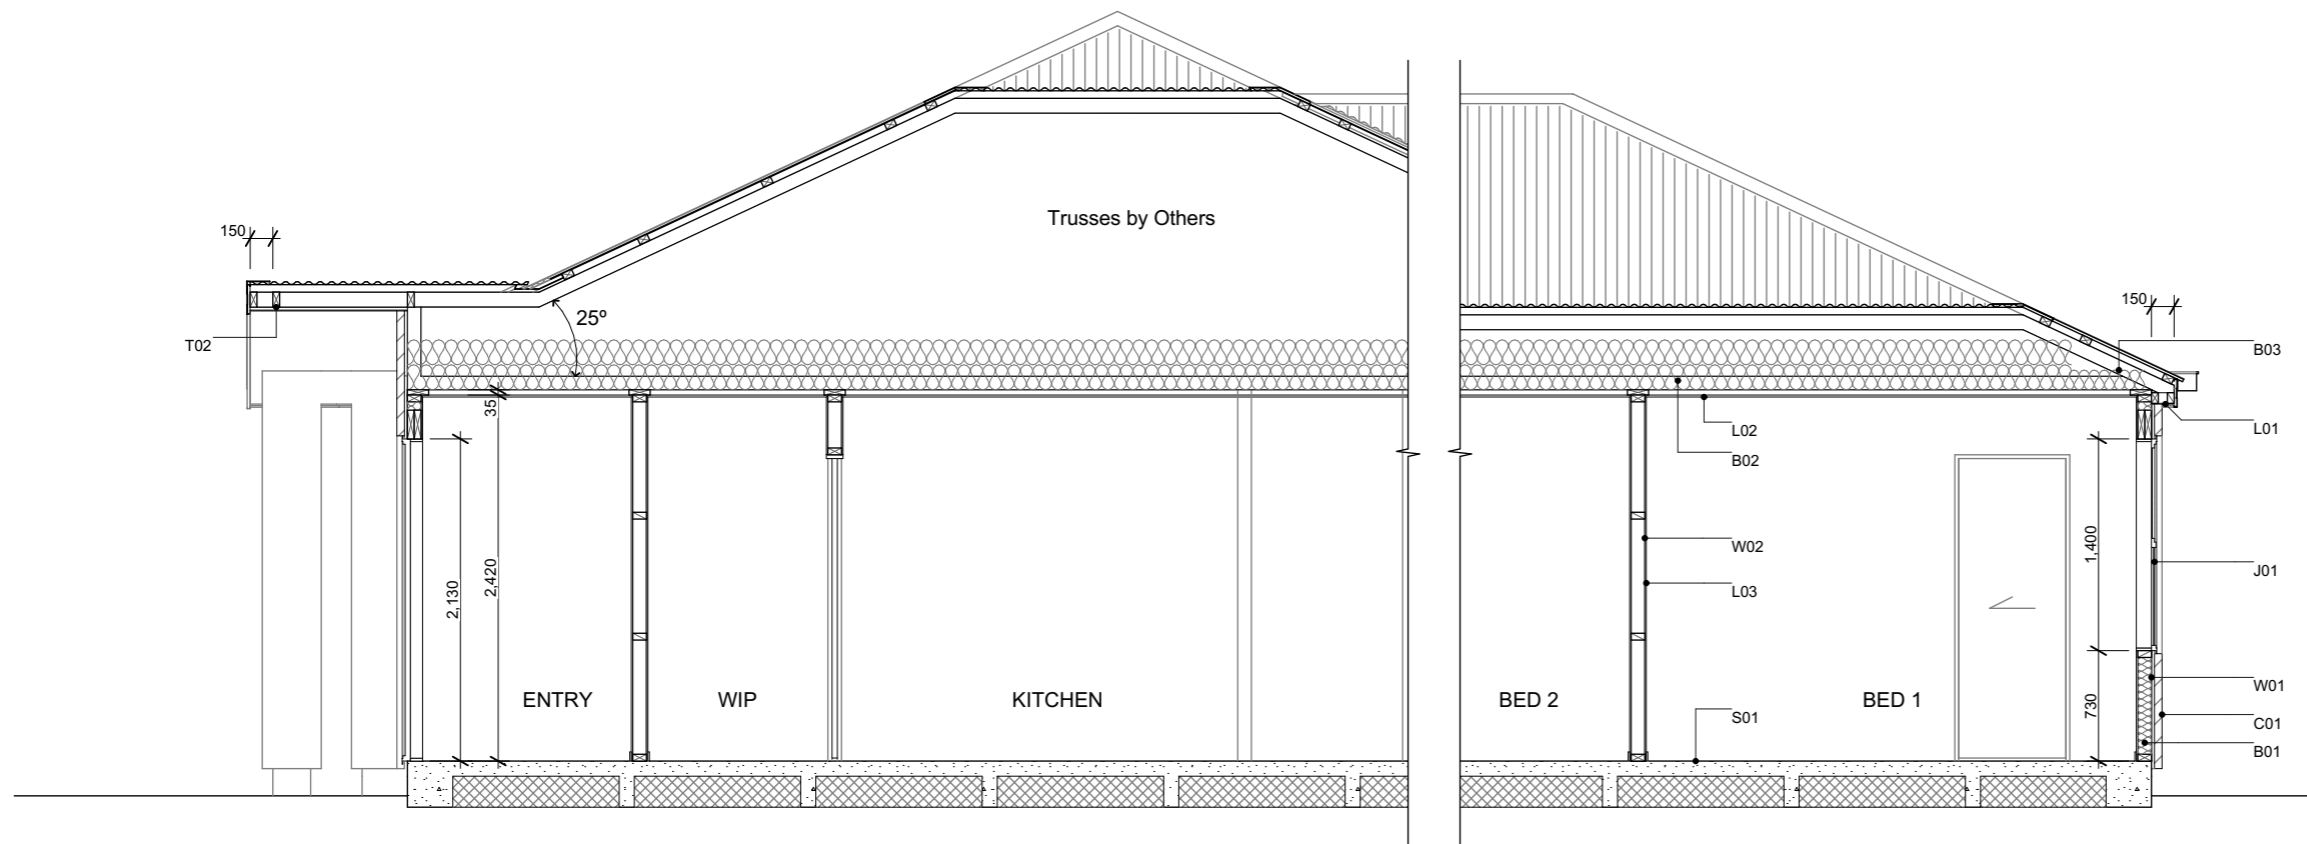 Trusses by Others
150
150
25º
T02
B03
35
L02
L01
B02
2,130
2,420
W02
L03
1,400
J01
ENTRY
WIP
KITCHEN
BED 2
BED 1
S01
730
W01
C01
B01